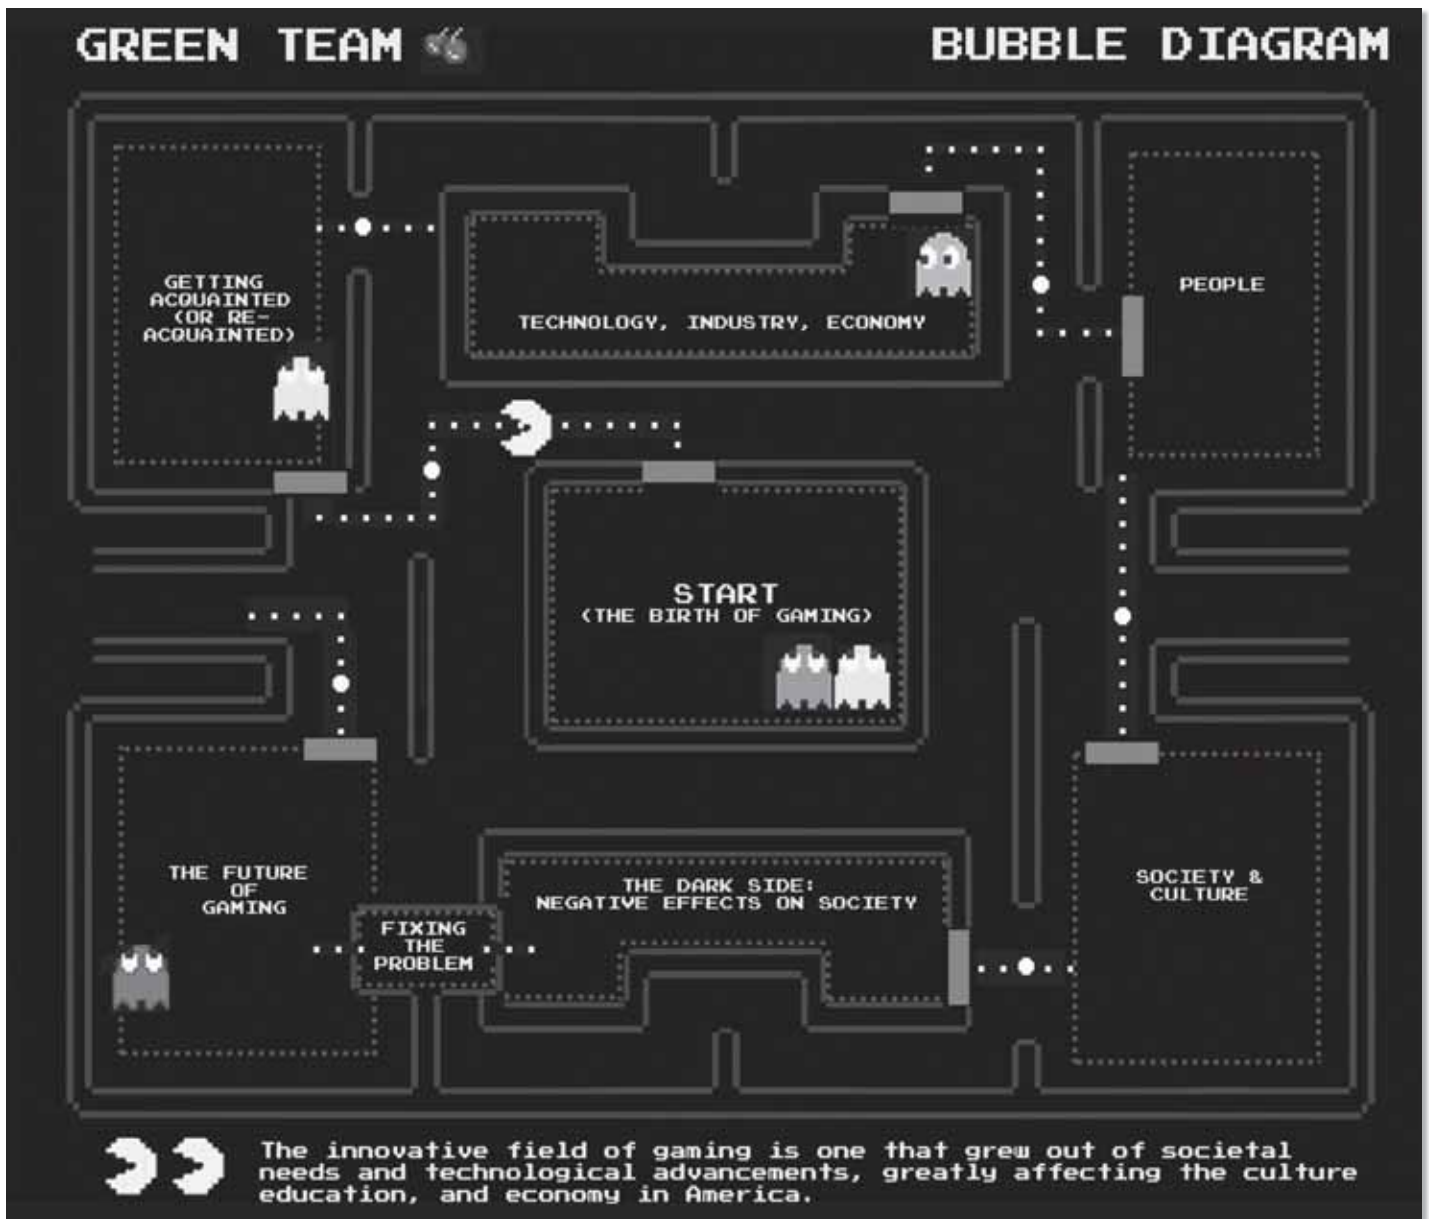 GREEN TEAM
BUBBLE DIAGRAM
GETTING
ACQUAINTED
(OR RE-
ACQUAINTED)
TECHNOLOGY, INDUSTRY, ECONOMY
PEOPLE
START
(THE BIRTH OF GAMING)
THE FUTURE
OF
GAMING
FIXING
THE
PROBLEM
THE DARK SIDE:
NEGATIVE EFFECTS ON SOCIETY
SOCIETY &
CULTURE
The innovative field of gaming is one that grew out of societal
needs and technological advancements, greatly affecting the culture
education, and economy in America.